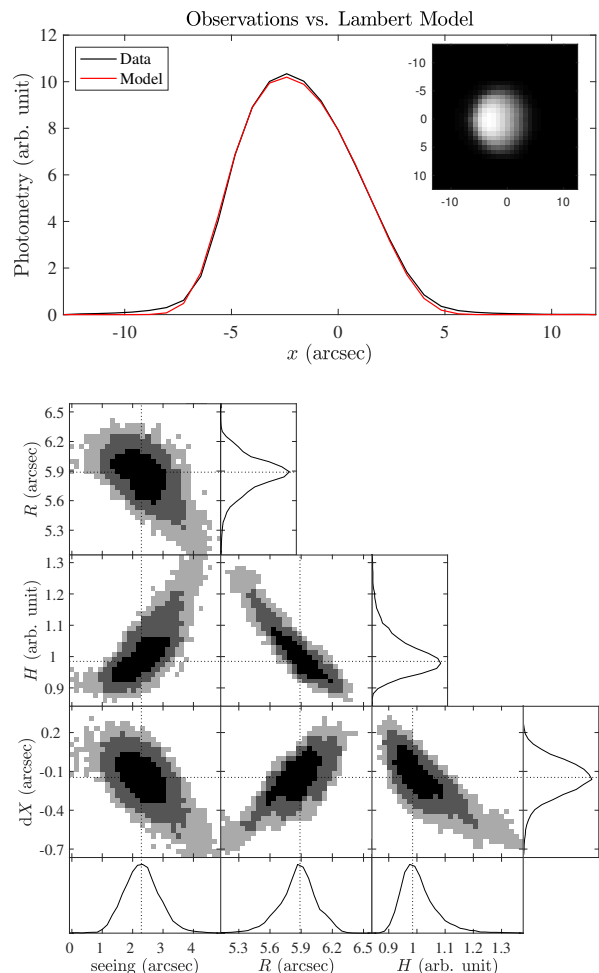 Observations vs. Lambert Model
12
10
8
6
4
2
0
Photometry (arb. unit)
Data
Model
-10
-5
0
5
10
-10 0 10
-10 -5 0 5 10
x (arcsec)
6.5
6.2
5.9
5.6
5.3
R (arcsec)
1.3
1.2
1.1
1
0.9
H (arb. unit)
0.2
-0.1
-0.4
-0.7
dX (arcsec)
0 1 2 3 4 5.3 5.6 5.9 6.2 6.5 0.9 1 1.1 1.2 1.3
seeing (arcsec) R (arcsec) H (arb. unit)